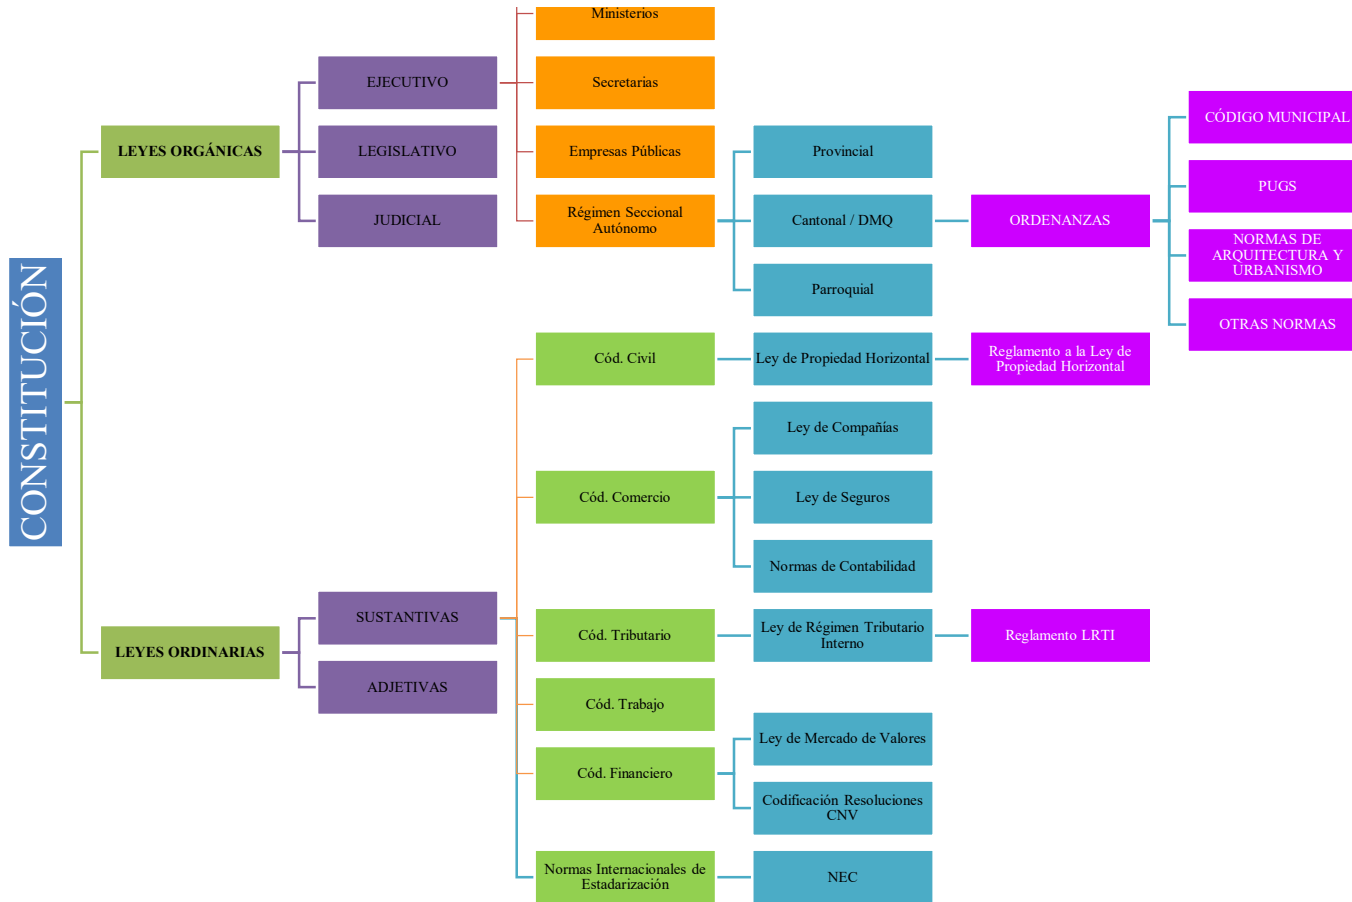 CONSTITUCIÓN
LEYES ORGÁNICAS
EJECUTIVO
Ministerios
Secretarias
Empresas Públicas
Régimen Seccional
Autónomo
Provincial
Cantonal / DMQ
ORDENANZAS
CÓDIGO MUNICIPAL
PUGS
NORMAS DE
ARQUITECTURA Y
URBANISMO
OTRAS NORMAS
Parroquial
LEGISLATIVO
JUDICIAL
LEYES ORDINARIAS
SUSTANTIVAS
Cód. Civil
Ley de Propiedad Horizontal
Reglamento a la Ley de
Propiedad Horizontal
Cód. Comercio
Ley de Compañías
Ley de Seguros
Normas de Contabilidad
Cód. Tributario
Ley de Régimen Tributario
Interno
Reglamento LRTI
Cód. Trabajo
Cód. Financiero
Ley de Mercado de Valores
Codificación Resoluciones
CNV
Normas Internacionales de
Estadarización
NEC
ADJETIVAS